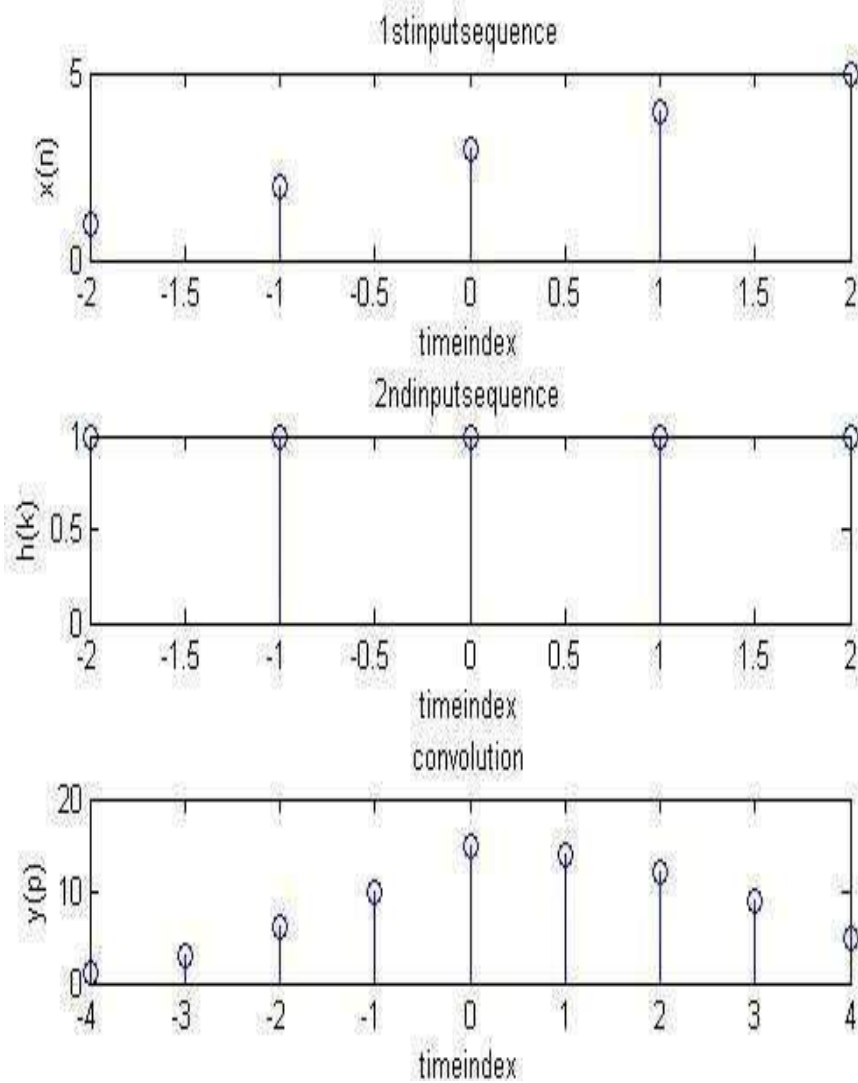 1stinputsequence
5
x(n)
0
-2 -1.5 -1 -0.5 0 0.5 1 1.5 2
timeindex
2ndinputsequence
1
h(k)
0.5
0
-2 -1.5 -1 -0.5 0 0.5 1 1.5 2
timeindex
convolution
20
y(p)
10
0
-4 -3 -2 -1 0 1 2 3 4
timeindex